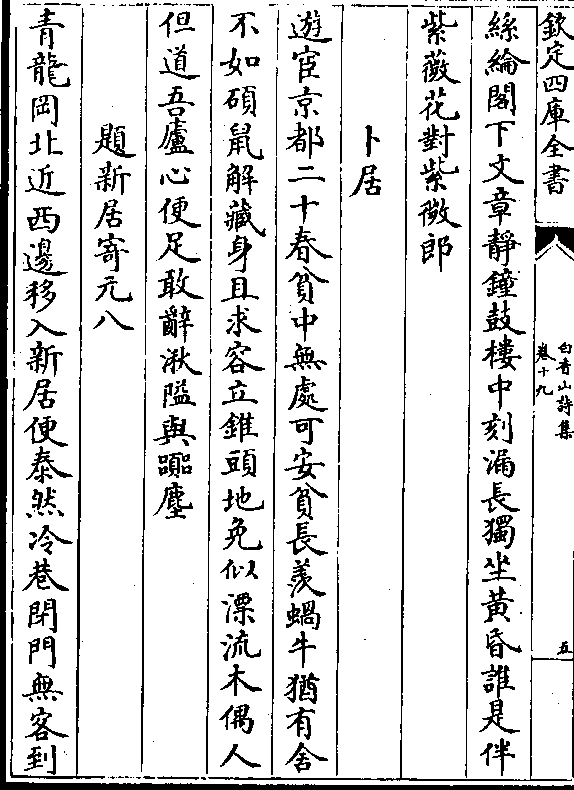 欽定四庫全書
白香山詩集
卷十九
五
絲綸閣下文章靜鐘鼓樓中刻漏長獨坐黄昏誰是伴
紫薇花對紫微郎
卜居
遊宦京都二十春貧中無處可安貧長羨蝸牛猶有舍
不如碩鼠解藏身且求容立錐頭地免似漂流木偶人
但道吾廬心便足敢辭湫隘與嚻塵
題新居寄元八
青龍岡北近西邊移入新居便泰然冷巷閉門無客到